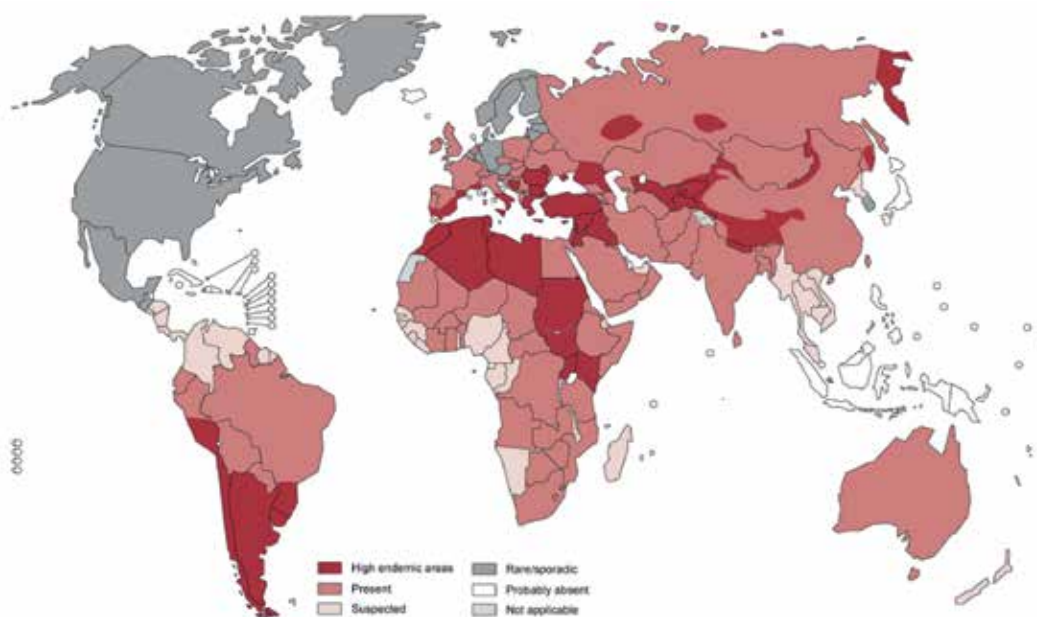 High endemic areas
Present
Suspected
Rare/sporadic
Probably absent
Not applicable